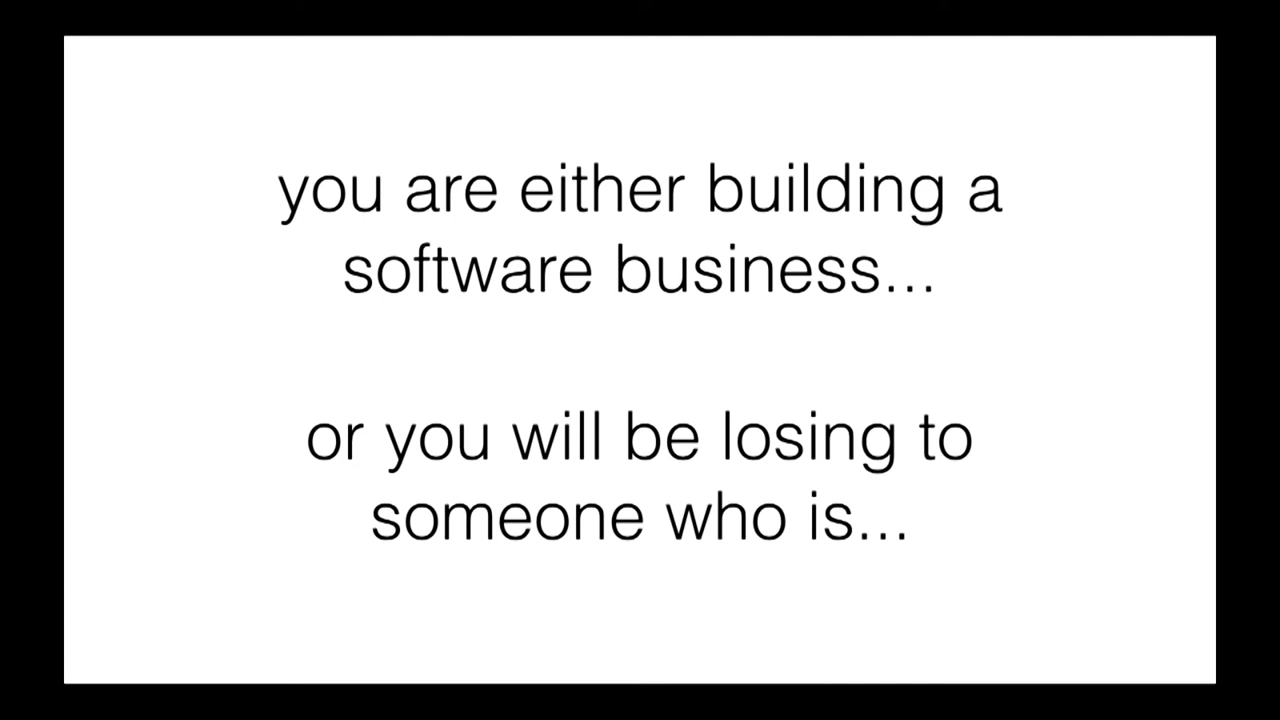 you are either building a
software business...
or you will be losing to
someone who is...